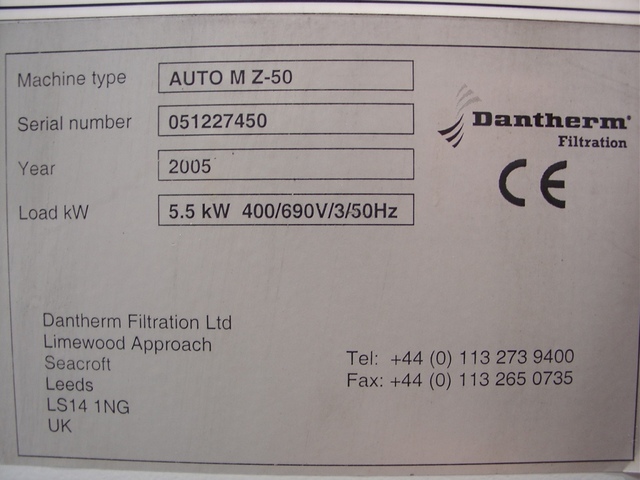 Machine type AUTO M Z-50
Serial number 051227450
Year 2005
Load kW 5.5 kW 400/690V/3/50Hz
Dantherm®
Filtration
CE
Dantherm Filtration Ltd
Limewood Approach
Seacroft
Leeds
LS14 1NG
UK
Tel: +44 (0) 113 273 9400
Fax: +44 (0) 113 265 0735